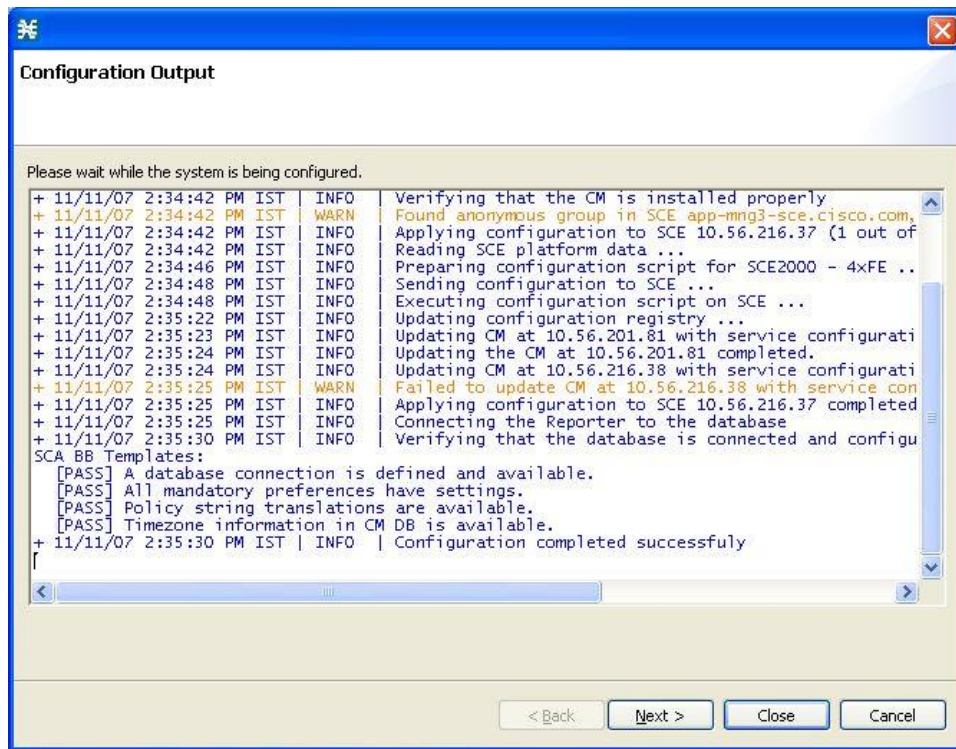 Configuration Output
Please wait while the system is being configured.
+ 11/11/07 2:34:42 PM IST | INFO | Verifying that the CM is installed properly
+ 11/11/07 2:34:42 PM IST | WARN | Found anonymous group in SCE app-mng3-sce.cisco.com,
+ 11/11/07 2:34:42 PM IST | INFO | Applying configuration to SCE 10.56.216.37 (1 out of
+ 11/11/07 2:34:42 PM IST | INFO | Reading SCE platform data ...
+ 11/11/07 2:34:46 PM IST | INFO | Preparing configuration script for SCE2000 - 4xFE ..
+ 11/11/07 2:34:48 PM IST | INFO | Sending configuration to SCE ...
+ 11/11/07 2:34:48 PM IST | INFO | Executing configuration script on SCE ...
+ 11/11/07 2:35:22 PM IST | INFO | Updating configuration registry ...
+ 11/11/07 2:35:23 PM IST | INFO | Updating CM at 10.56.201.81 with service configurati
+ 11/11/07 2:35:24 PM IST | INFO | Updating the CM at 10.56.201.81 completed.
+ 11/11/07 2:35:24 PM IST | INFO | Updating CM at 10.56.216.38 with service configurati
+ 11/11/07 2:35:25 PM IST | WARN | Failed to update CM at 10.56.216.38 with service con
+ 11/11/07 2:35:25 PM IST | INFO | Applying configuration to SCE 10.56.216.37 completed
+ 11/11/07 2:35:25 PM IST | INFO | Connecting the Reporter to the database
+ 11/11/07 2:35:30 PM IST | INFO | Verifying that the database is connected and configu
SCA BB Templates:
[PASS] A database connection is defined and available.
[PASS] All mandatory preferences have settings.
[PASS] Policy string translations are available.
[PASS] Timezone information in CM DB is available.
+ 11/11/07 2:35:30 PM IST | INFO | Configuration completed successfuly
< Back Next > Close Cancel